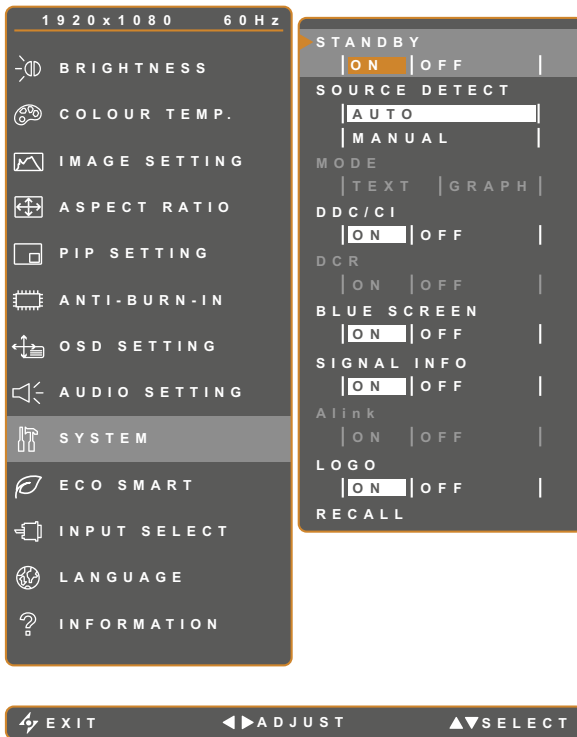 1920x1080 60Hz
BRIGHTNESS
COLOUR TEMP.
IMAGE SETTING
ASPECT RATIO
PIP SETTING
ANTI-BURN-IN
OSD SETTING
AUDIO SETTING
SYSTEM
ECO SMART
INPUT SELECT
LANGUAGE
INFORMATION
STANDBY
ON OFF
SOURCE DETECT
AUTO
MANUAL
MODE
TEXT GRAPH
DDC/CI
ON OFF
DCR
ON OFF
BLUE SCREEN
ON OFF
SIGNAL INFO
ON OFF
Alink
ON OFF
LOGO
ON OFF
RECALL
EXIT ADJUST SELECT